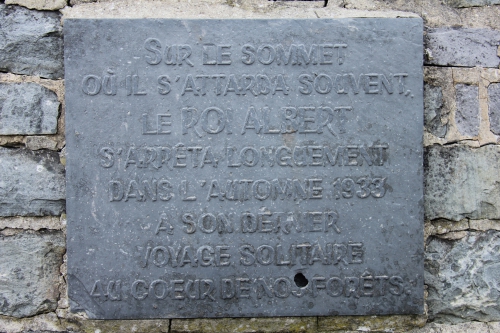 SUR LE SOMMET
OÙ IL S'ATTARDA SOUVENT,
LE ROI ALBERT
S'ARRÊTA LONGUEMENT
DANS L'AUTOMNE 1933
A SON DERNIER
VOYAGE SOLITAIRE
AU COEUR DE NOS FORÊTS.